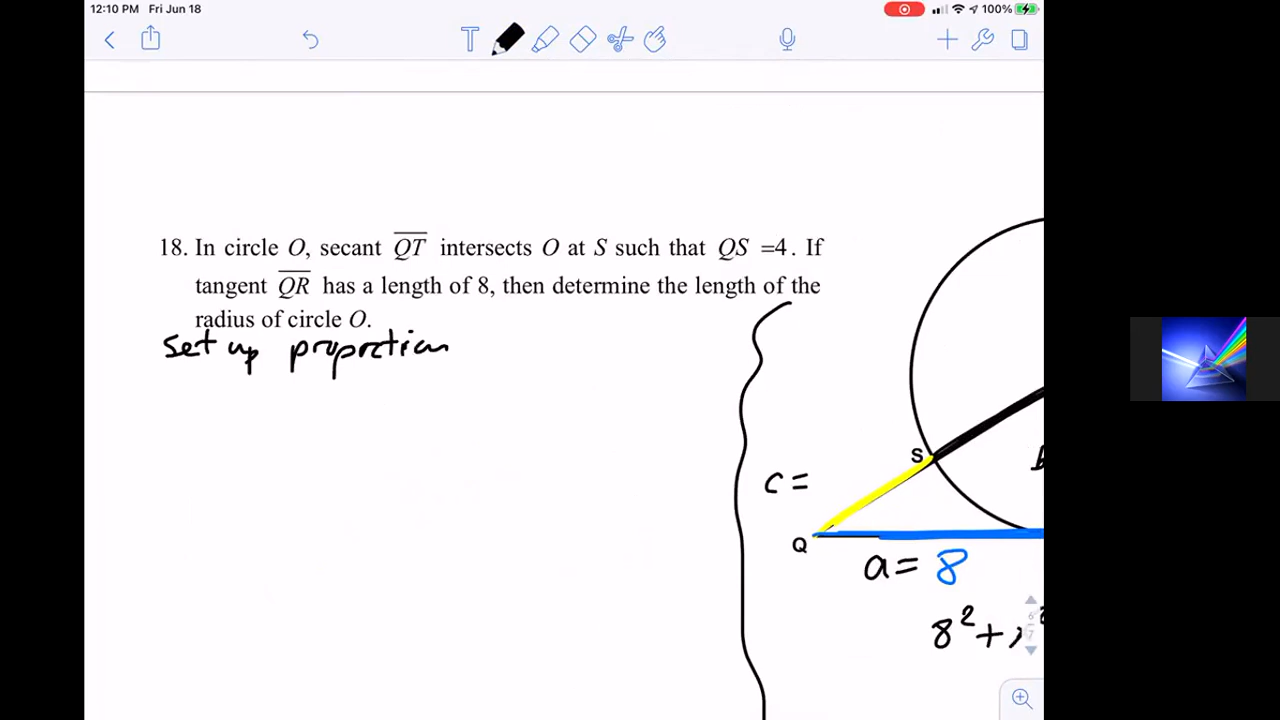 12:10 PM Fri Jun 18
100%
T
18. In circle O, secant QT intersects O at S such that QS =4. If
tangent QR has a length of 8, then determine the length of the
radius of circle O.
Set up proportion
S
c =
Q
a = 8
8² +
6
7